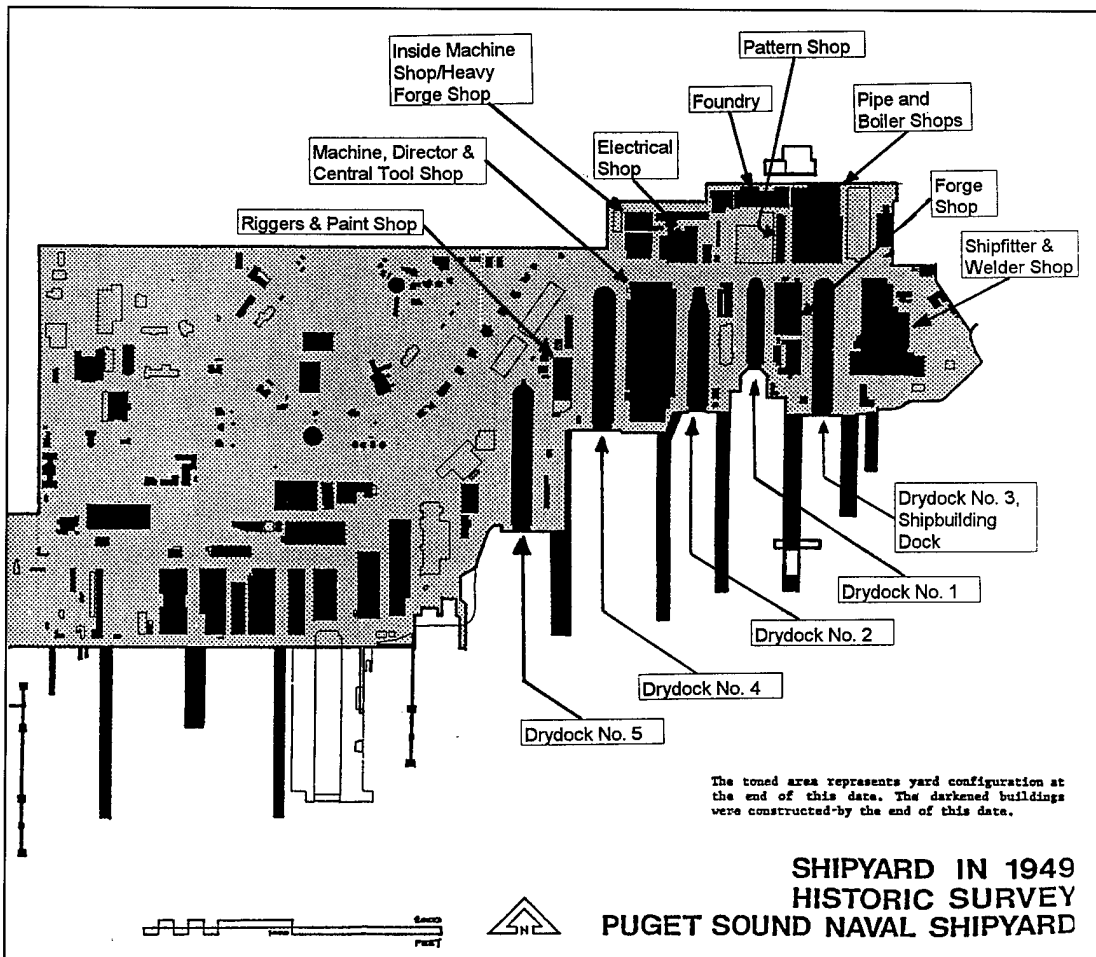 Inside Machine
Shop/Heavy
Forge Shop
Pattern Shop
Foundry
Pipe and
Boiler Shops
Machine, Director &
Central Tool Shop
Electrical
Shop
Forge
Shop
Riggers & Paint Shop
Shipfitter &
Welder Shop
Drydock No. 3,
Shipbuilding
Dock
Drydock No. 1
Drydock No. 2
Drydock No. 4
Drydock No. 5
The toned area represents yard configuration at
the end of this date. The darkened buildings
were constructed by the end of this date.
SHIPYARD IN 1949
HISTORIC SURVEY
PUGET SOUND NAVAL SHIPYARD
FEET
N